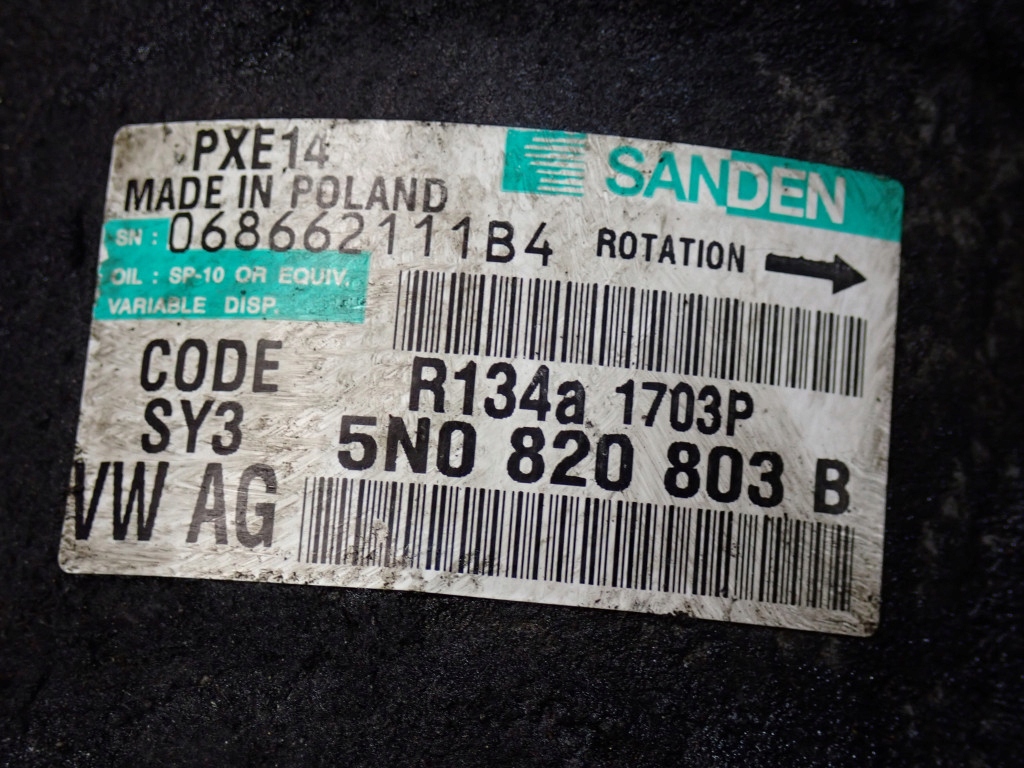 PXE14
SANDEN
MADE IN POLAND
SN : 068662111B4
ROTATION
OIL : SP-10 OR EQUIV.
VARIABLE DISP.
CODE
SY3
R134a 1703P
5N0 820 803 B
VW AG